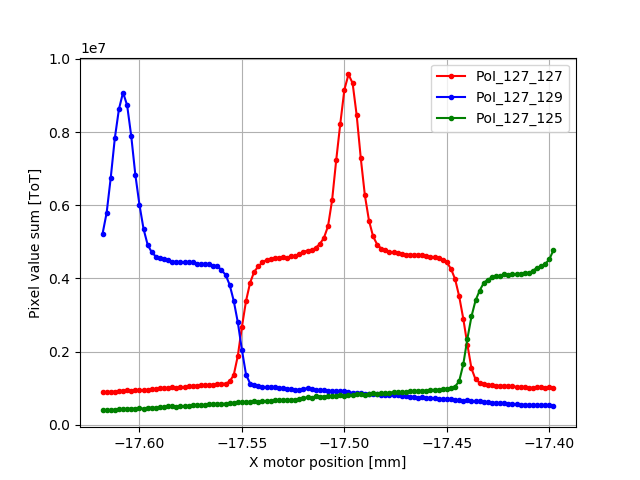 1e7
1.0
0.8
0.6
0.4
0.2
0.0
Pixel value sum [ToT]
PoI_127_127
PoI_127_129
PoI_127_125
−17.60 −17.55 −17.50 −17.45 −17.40
X motor position [mm]